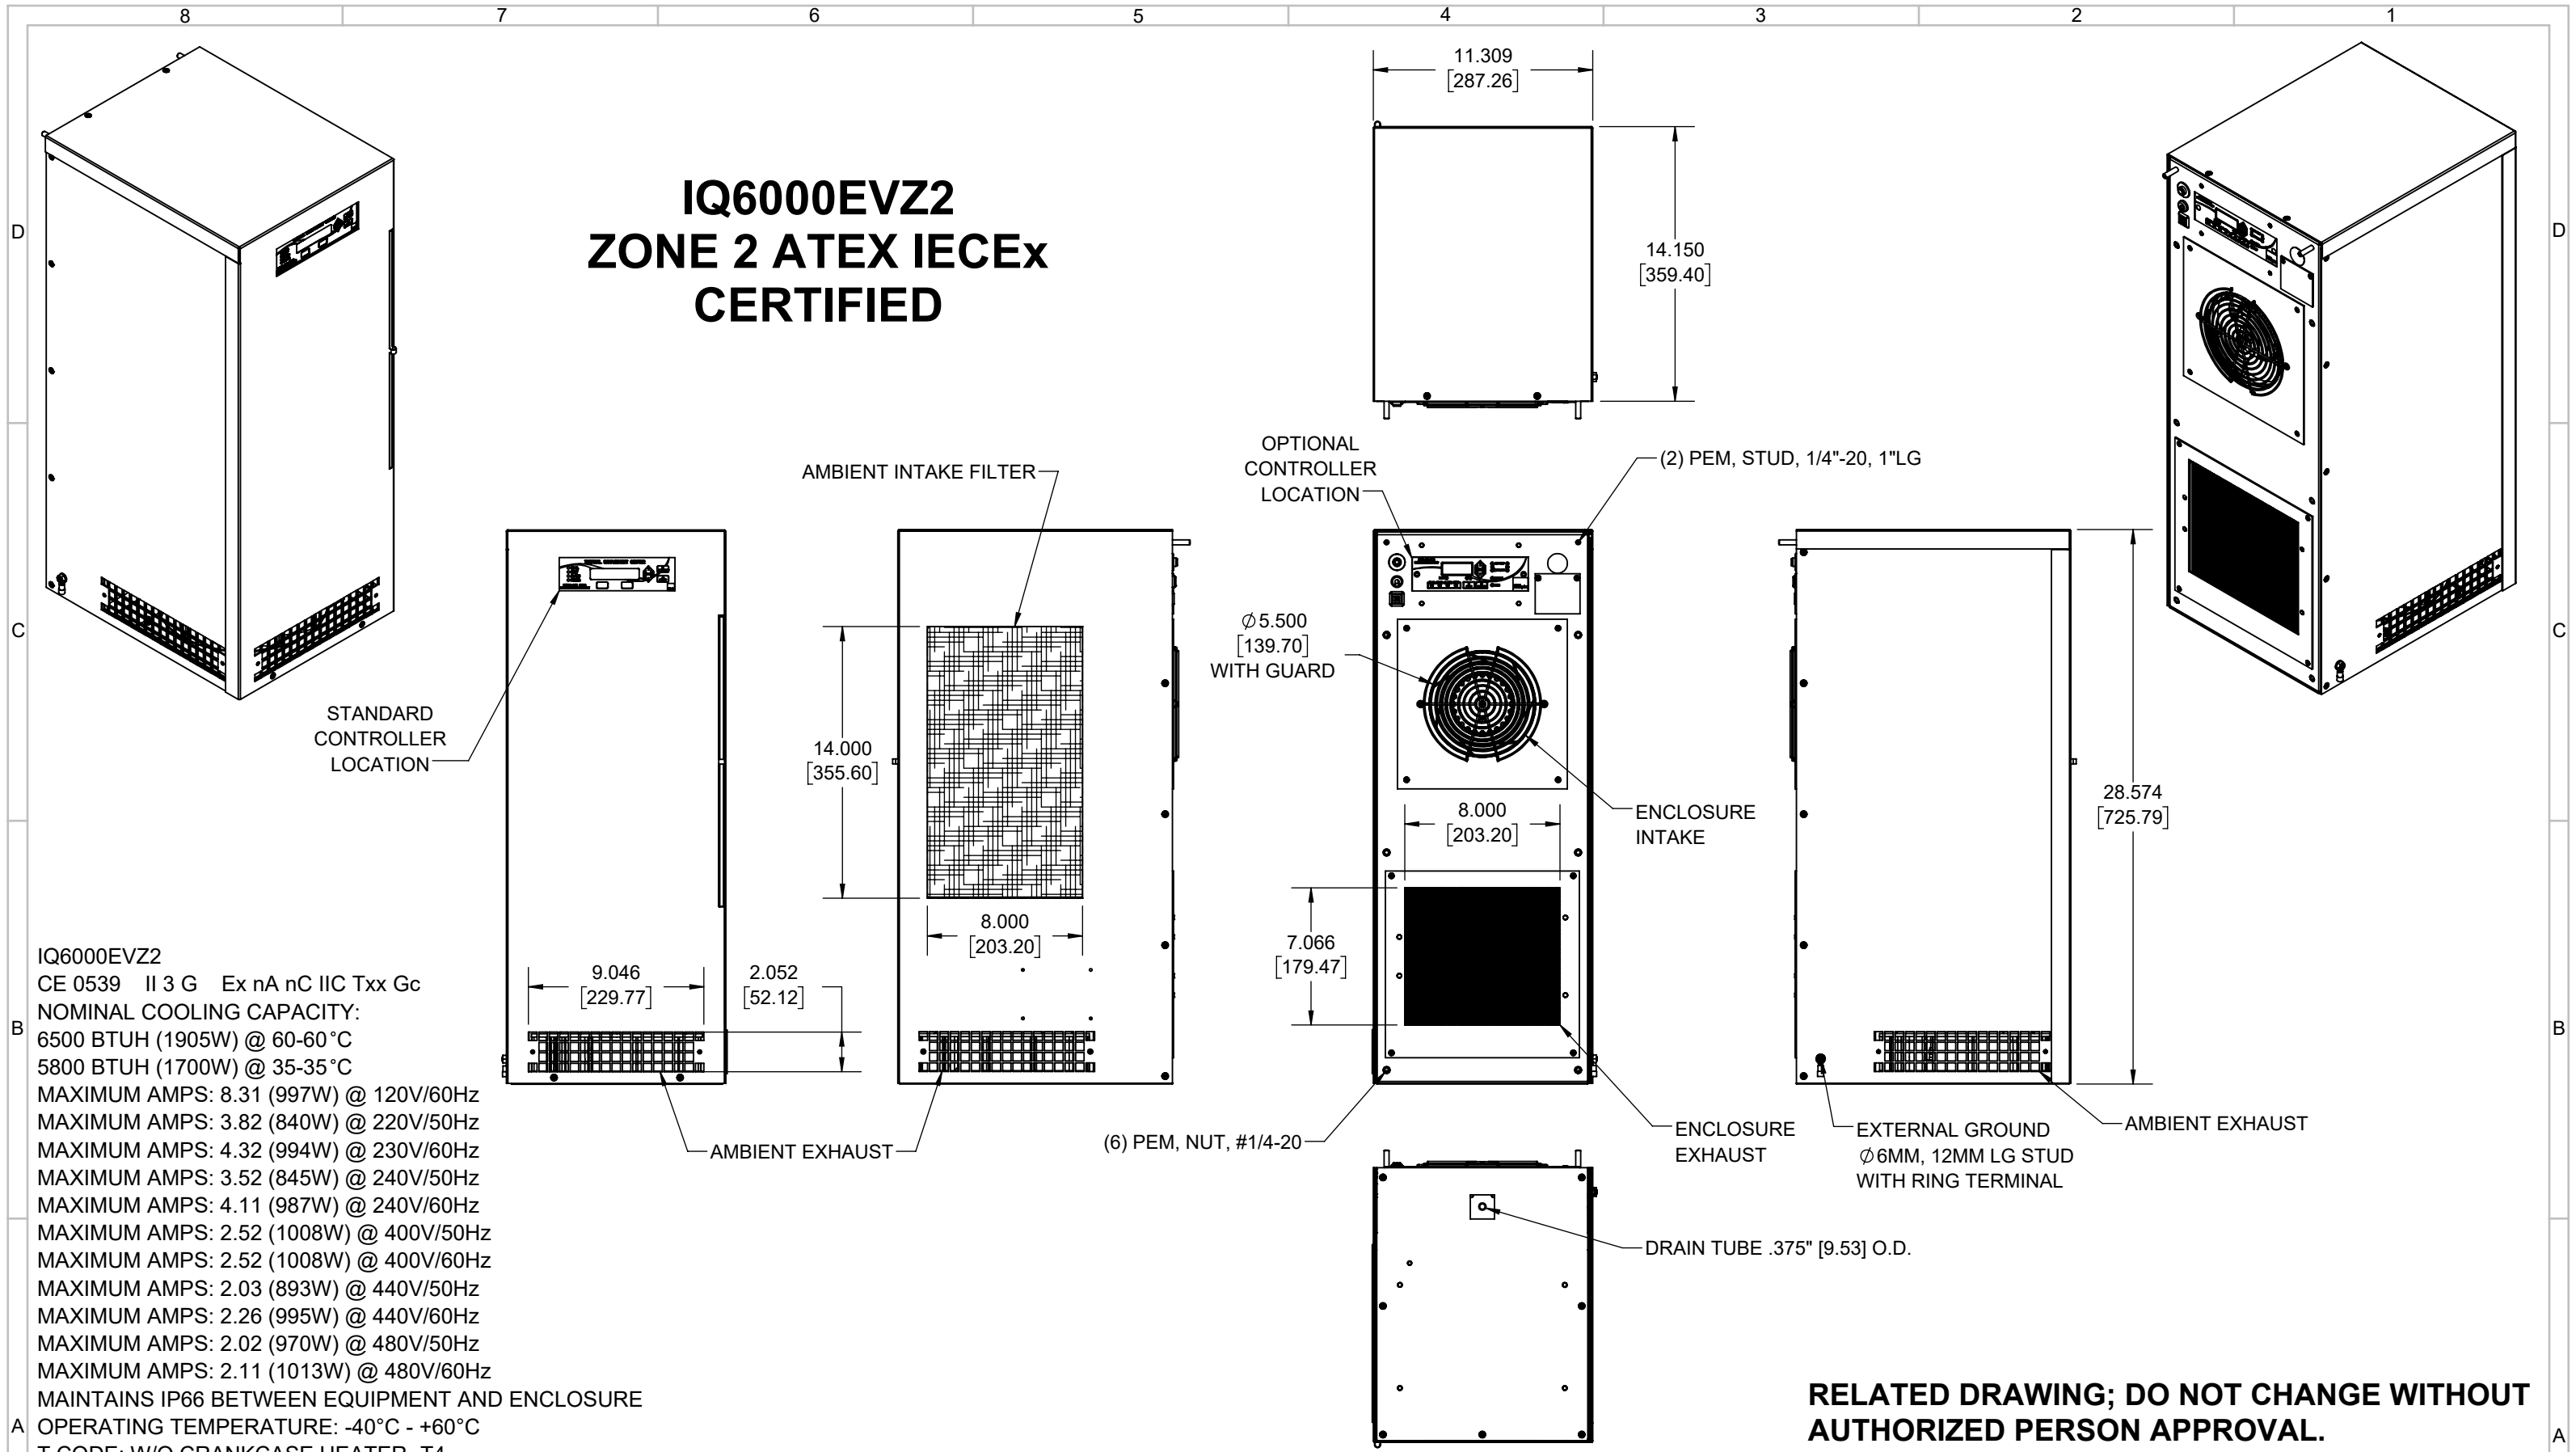 8 7 6 5 4 3 2 1
D
D
C
C
B
B
A
A
IQ6000EVZ2
ZONE 2 ATEX IECEx
CERTIFIED
11.309
[287.26]
14.150
[359.40]
AMBIENT INTAKE FILTER
OPTIONAL
CONTROLLER
LOCATION
(2) PEM, STUD, 1/4"-20, 1"LG
STANDARD
CONTROLLER
LOCATION
14.000
[355.60]
8.000
[203.20]
Ø5.500
[139.70]
WITH GUARD
8.000
[203.20]
ENCLOSURE
INTAKE
7.066
[179.47]
28.574
[725.79]
9.046
[229.77]
2.052
[52.12]
AMBIENT EXHAUST
(6) PEM, NUT, #1/4-20
ENCLOSURE
EXHAUST
EXTERNAL GROUND
Ø6MM, 12MM LG STUD
WITH RING TERMINAL
AMBIENT EXHAUST
DRAIN TUBE .375" [9.53] O.D.
IQ6000EVZ2
CE 0539 II 3 G Ex nA nC IIC Txx Gc
NOMINAL COOLING CAPACITY:
6500 BTUH (1905W) @ 60-60°C
5800 BTUH (1700W) @ 35-35°C
MAXIMUM AMPS: 8.31 (997W) @ 120V/60Hz
MAXIMUM AMPS: 3.82 (840W) @ 220V/50Hz
MAXIMUM AMPS: 4.32 (994W) @ 230V/60Hz
MAXIMUM AMPS: 3.52 (845W) @ 240V/50Hz
MAXIMUM AMPS: 4.11 (987W) @ 240V/60Hz
MAXIMUM AMPS: 2.52 (1008W) @ 400V/50Hz
MAXIMUM AMPS: 2.52 (1008W) @ 400V/60Hz
MAXIMUM AMPS: 2.03 (893W) @ 440V/50Hz
MAXIMUM AMPS: 2.26 (995W) @ 440V/60Hz
MAXIMUM AMPS: 2.02 (970W) @ 480V/50Hz
MAXIMUM AMPS: 2.11 (1013W) @ 480V/60Hz
MAINTAINS IP66 BETWEEN EQUIPMENT AND ENCLOSURE
OPERATING TEMPERATURE: -40°C - +60°C
T-CODE: W/O CRANKCASE HEATER- T4
RELATED DRAWING; DO NOT CHANGE WITHOUT
AUTHORIZED PERSON APPROVAL.